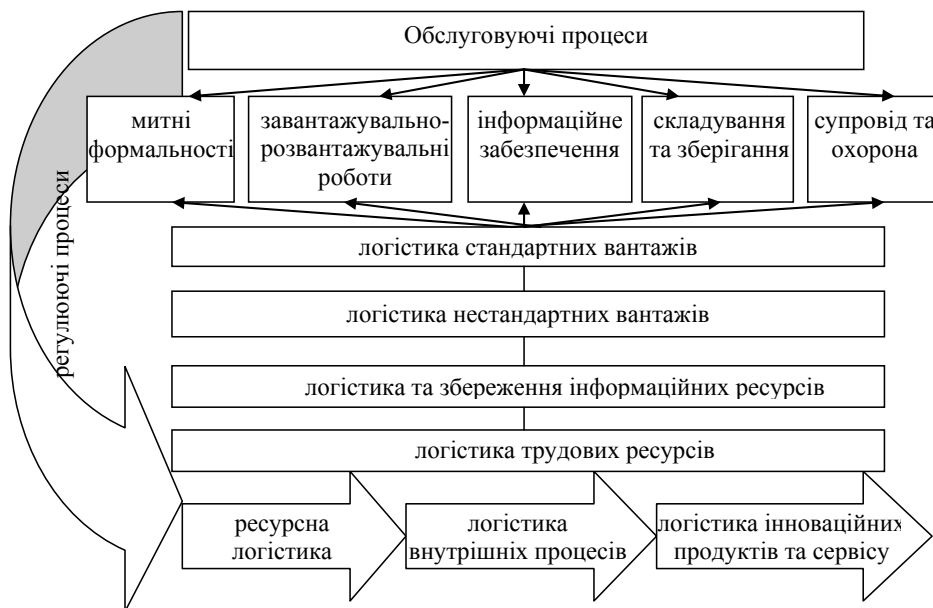 Обслуговуючі процеси
митні
формальності
завантажувально-
розвантажувальні
роботи
інформаційне
забезпечення
складування
та зберігання
супровід та
охорона
регулюючі процеси
логістика стандартних вантажів
логістика нестандартних вантажів
логістика та збереження інформаційних ресурсів
логістика трудових ресурсів
ресурсна
логістика
логістика
внутрішніх процесів
логістика інноваційних
продуктів та сервісу